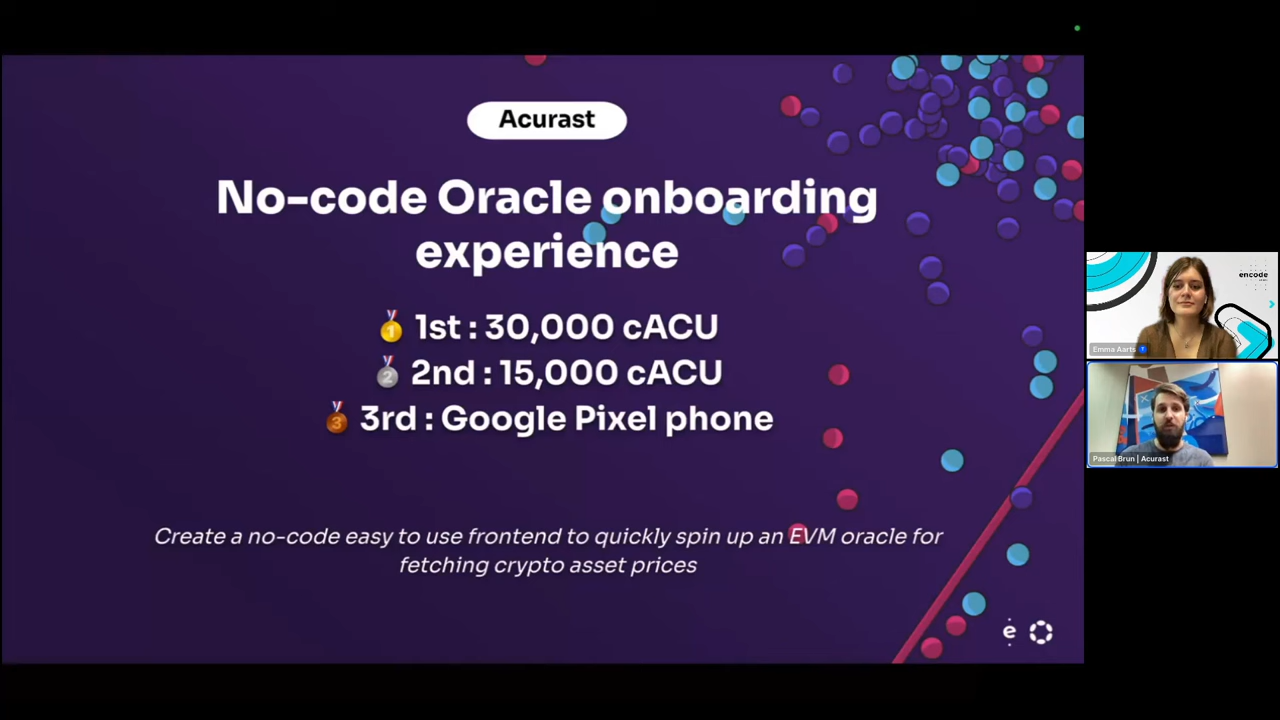 Acurast
No-code Oracle onboarding
experience
1st : 30,000 cACU
2nd : 15,000 cACU
3rd : Google Pixel phone
Create a no-code easy to use frontend to quickly spin up an EVM oracle for
fetching crypto asset prices
e
encode
Emma Aarts
Pascal Brun | Acurast